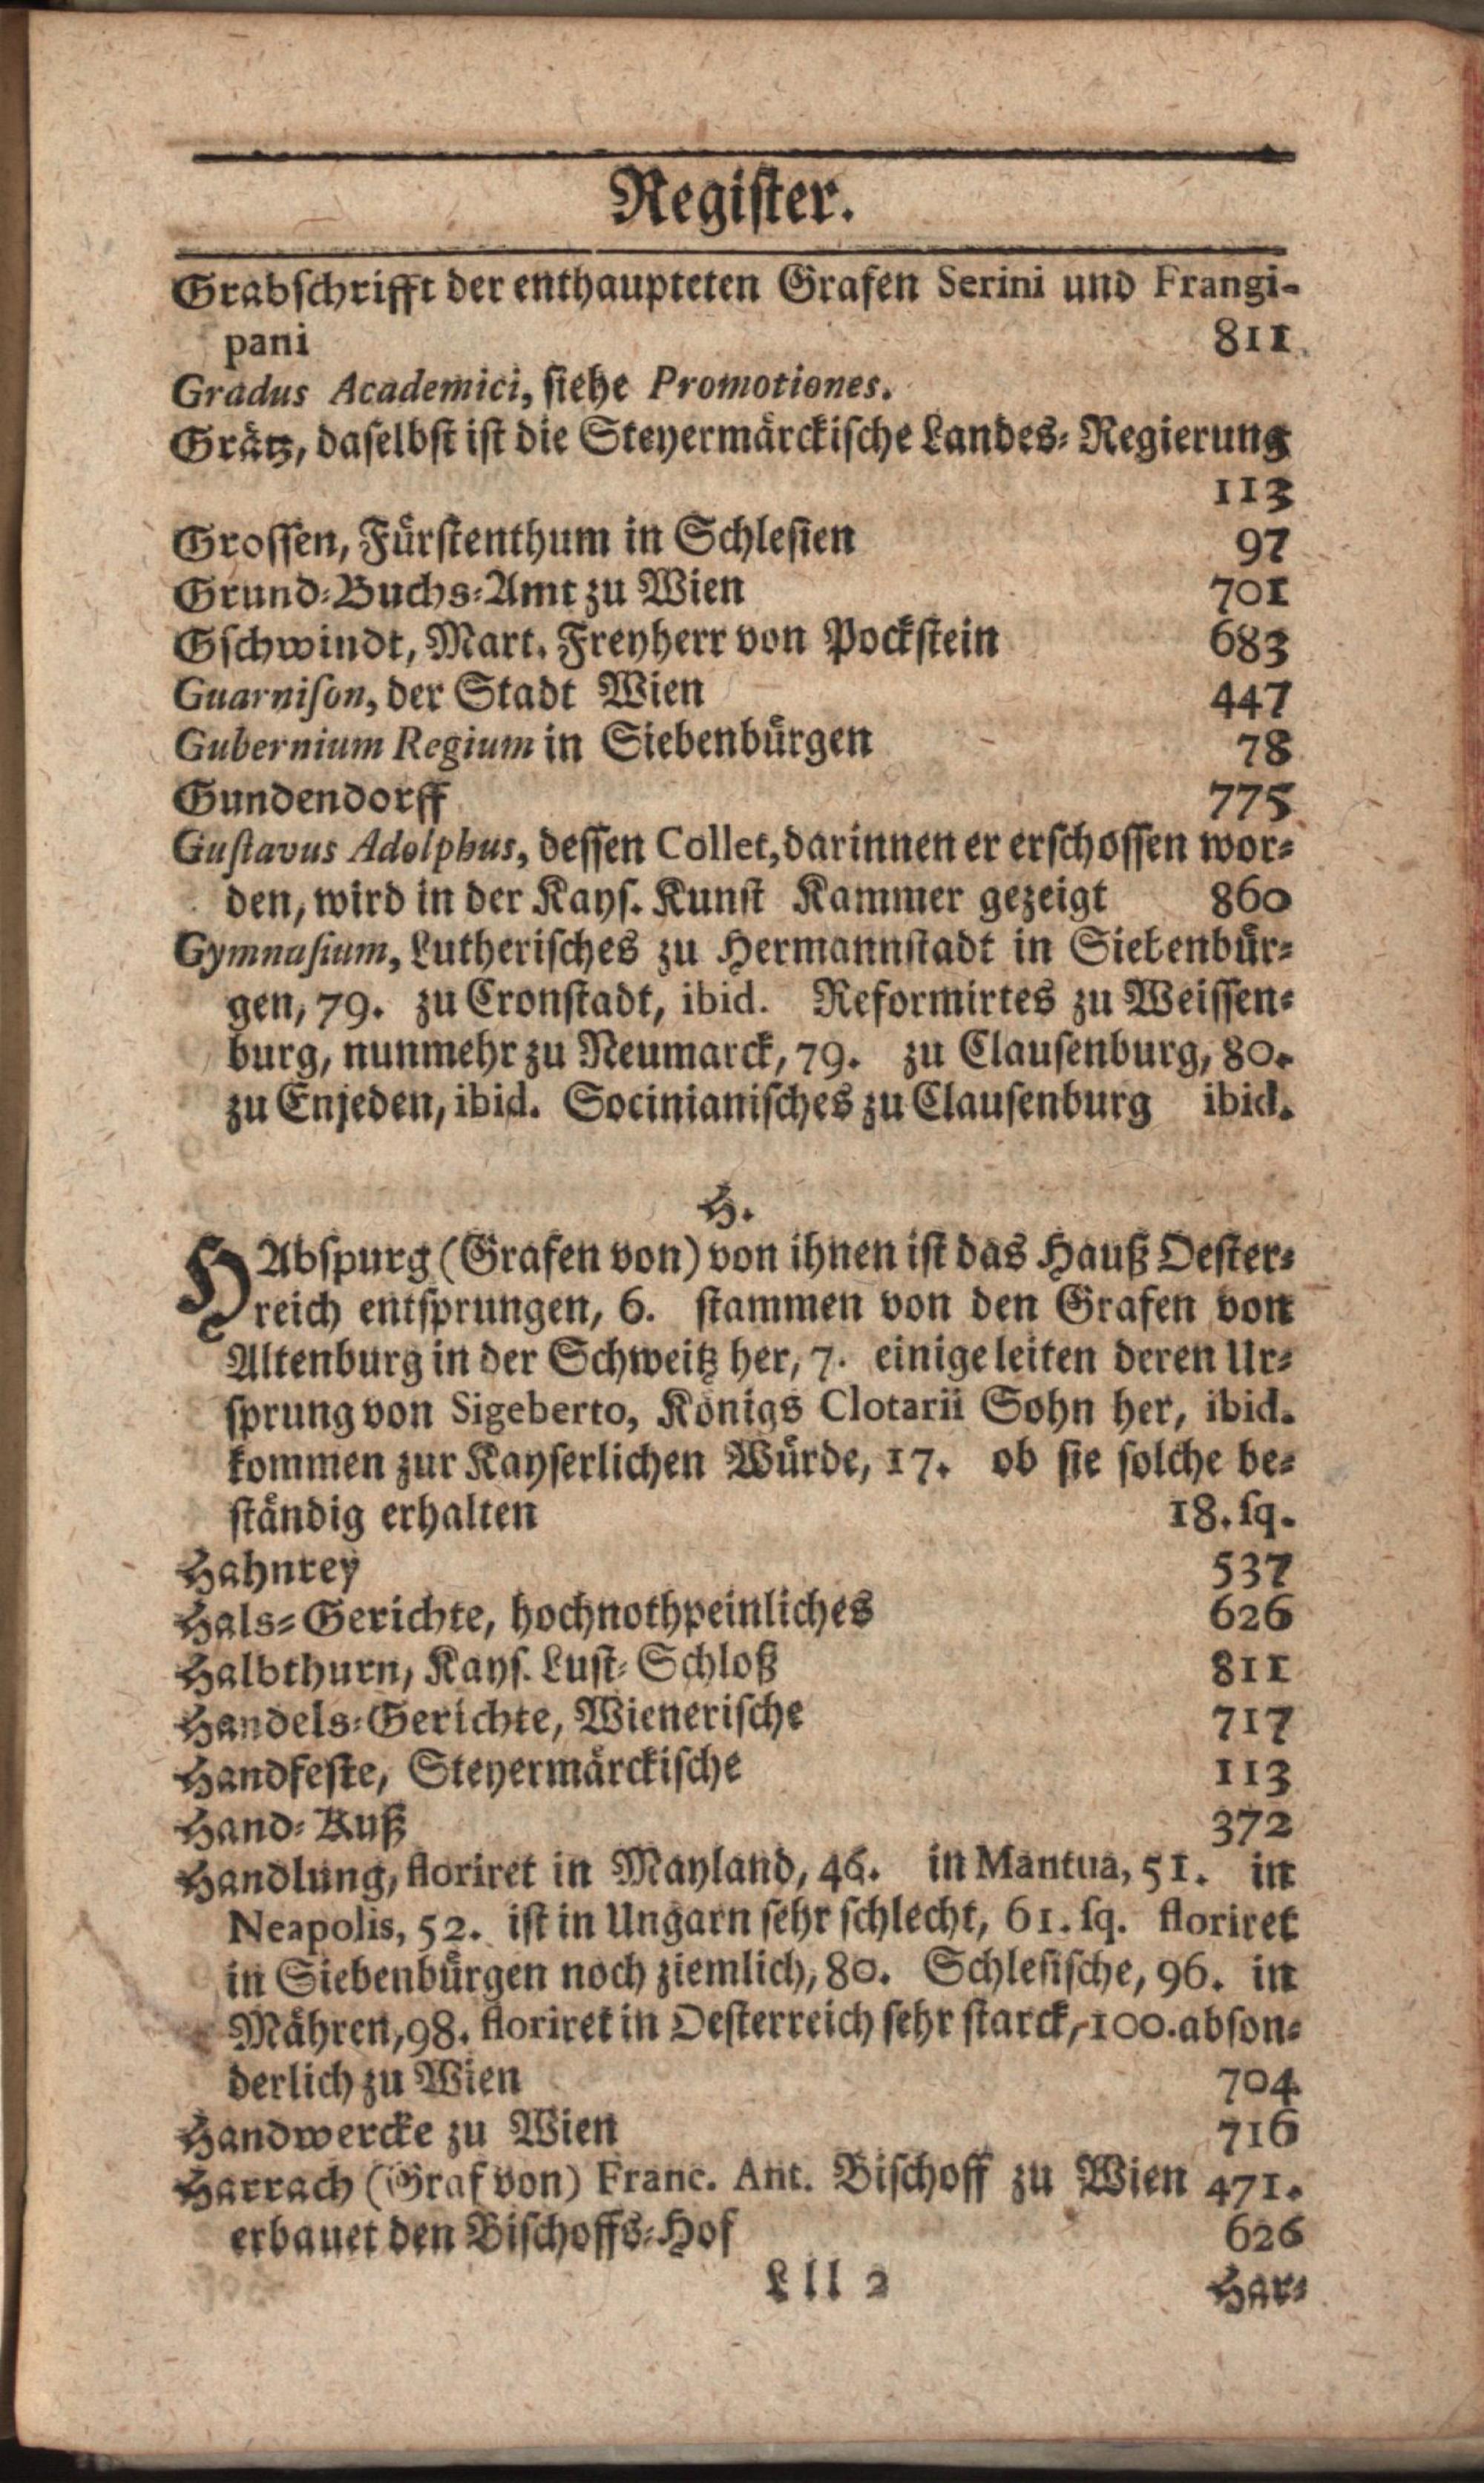 Regiſter.
Grabſchrifft der enthaupteten Grafen Serini und Frangi-
pani 811
Gradus Academici, ſiehe Promotiones.
Grätz, daſelbſt iſt die Steyermärckiſche Landes-Regierung
113
Groſſen, Fürſtenthum in Schleſien 97
Grund-Buchs-Amt zu Wien 701
Gſchwindt, Mart. Freyherr von Pockſtein 683
Guarniſon, der Stadt Wien 447
Gubernium Regium in Siebenbürgen 78
Gundendorff 775
Guſtavus Adolphus, deſſen Collet, darinnen er erſchoſſen wor-
den, wird in der Kayſ. Kunſt Kammer gezeigt 860
Gymnaſium, Lutheriſches zu Hermannſtadt in Siebenbür-
gen, 79. zu Cronſtadt, ibid. Reformirtes zu Weiſſen-
burg, nunmehr zu Neumarck, 79. zu Clauſenburg, 80.
zu Enjeden, ibid. Socinianiſches zu Clauſenburg ibid.
H.
HAbſpurg (Grafen von) von ihnen iſt das Hauß Oeſter-
reich entſprungen, 6. ſtammen von den Grafen von
Altenburg in der Schweitz her, 7. einige leiten deren Ur-
ſprung von Sigeberto, Königs Clotarii Sohn her, ibid.
kommen zur Kayſerlichen Würde, 17. ob ſie ſolche be-
ſtändig erhalten 18. ſq.
Hahnrey 537
Hals-Gerichte, hochnothpeinliches 626
Halbthurn, Kayſ. Luſt-Schloß 811
Handels-Gerichte, Wieneriſche 717
Handfeſte, Steyermärckiſche 113
Hand-Kuß 372
Handlung, floriret in Mayland, 46. in Mantua, 51. in
Neapolis, 52. iſt in Ungarn ſehr ſchlecht, 61. ſq. floriret
in Siebenbürgen noch ziemlich, 80. Schleſiſche, 96. in
Mähren, 98. floriret in Oeſterreich ſehr ſtarck, 100. abſon-
derlich zu Wien 704
Handwercke zu Wien 716
Harrach (Graf von) Franc. Ant. Biſchoff zu Wien 471.
erbauet den Biſchoffs-Hof 626
Lll 2 Har-